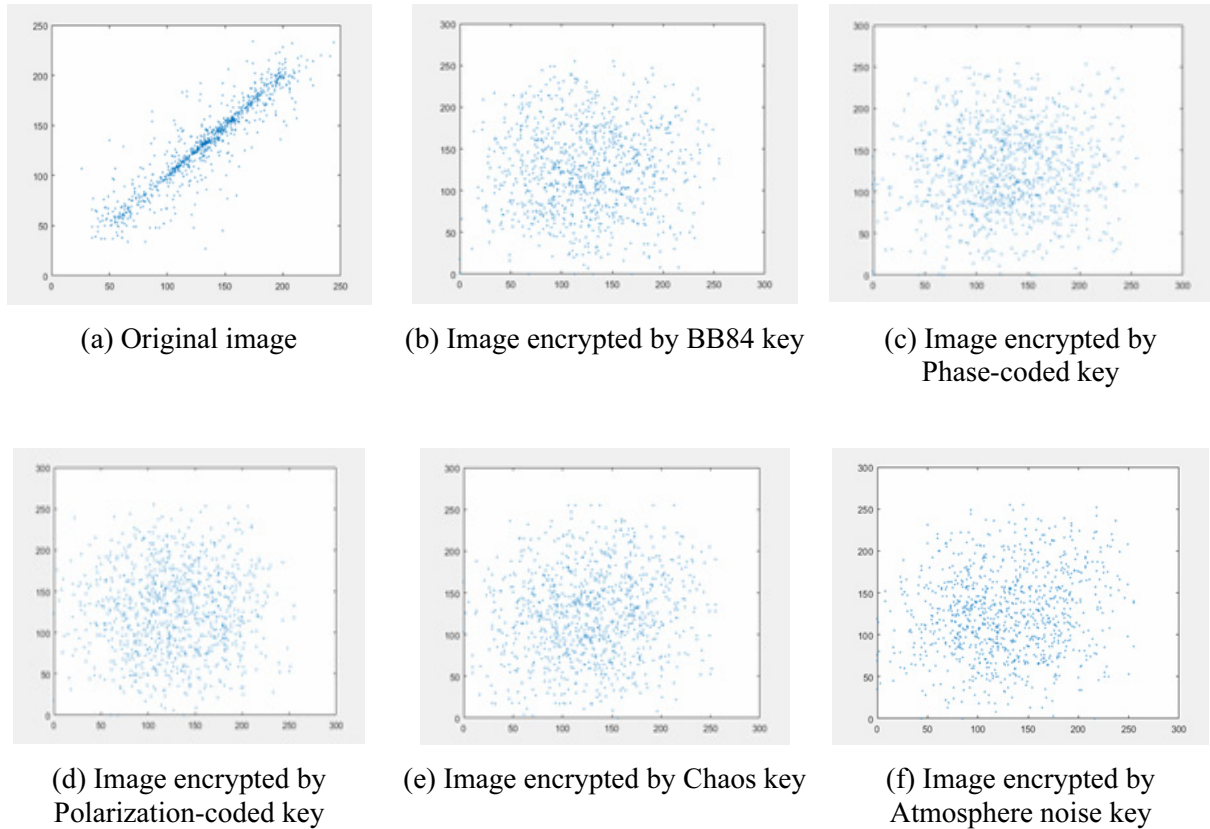 250
200
150
100
50
0
0 50 100 150 200 250
(a) Original image
300
250
200
150
100
50
0
0 50 100 150 200 250 300
(b) Image encrypted by BB84 key
300
250
200
150
100
50
0
0 50 100 150 200 250 300
(c) Image encrypted by
Phase-coded key
300
250
200
150
100
50
0
0 50 100 150 200 250 300
(d) Image encrypted by
Polarization-coded key
300
250
200
150
100
50
0
0 50 100 150 200 250 300
(e) Image encrypted by Chaos key
300
250
200
150
100
50
0
0 50 100 150 200 250 300
(f) Image encrypted by
Atmosphere noise key